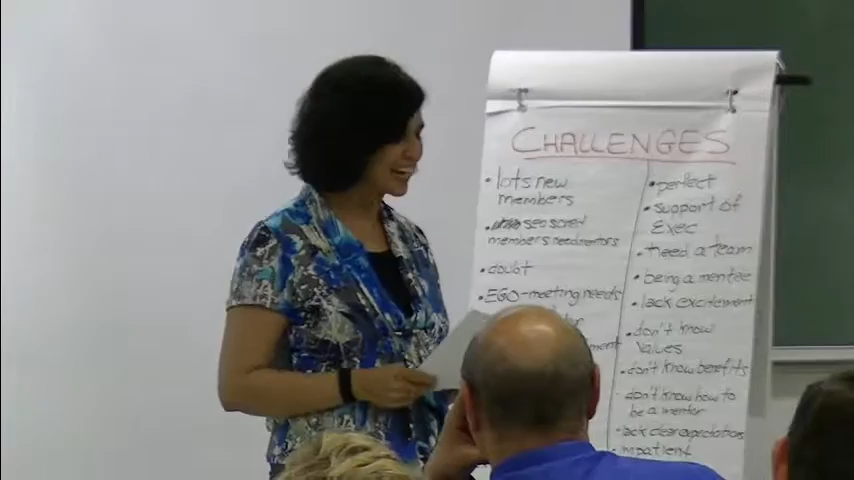 CHALLENGES
• lots new
members
• seasoned
members need mentors
• doubt
• EGO - meeting needs
• perfect
• support of
Exec
• need a team
• being a mentee
• lack excitement
• don't know
values
• don't know benefits
• don't know how to
be a mentor
• lack clear expectations
• impatient